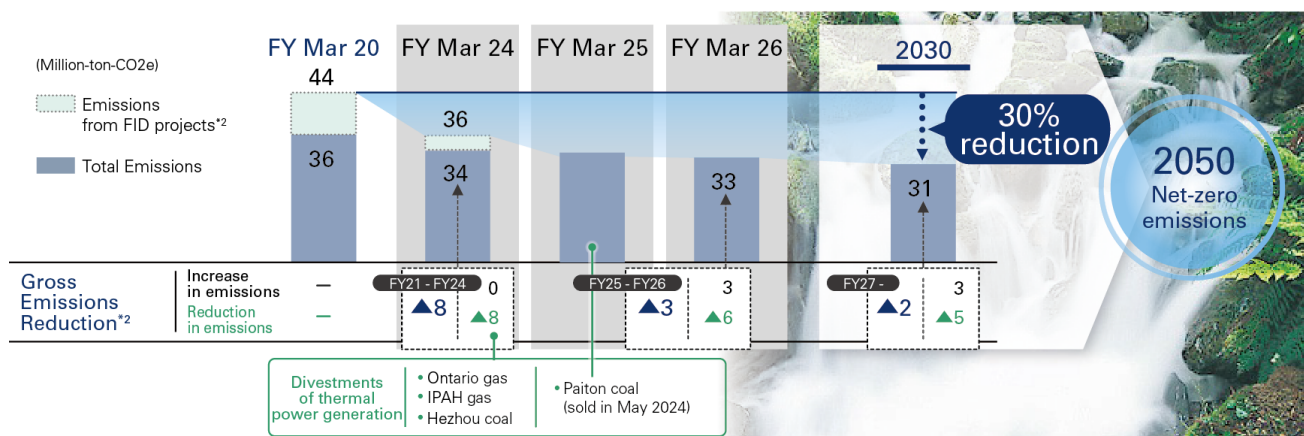 FY Mar 20
FY Mar 24
FY Mar 25
FY Mar 26
2030
(Million-ton-CO2e)
44
Emissions
from FID projects*2
36
Total Emissions
36
34
33
31
30%
reduction
2050
Net-zero
emissions
Gross
Emissions
Reduction*2
Increase
in emissions
Reduction
in emissions
–
–
FY21 - FY24
▲8
0
▲8
FY25 - FY26
▲3
3
▲6
FY27 -
▲2
3
▲5
Divestments
of thermal
power generation
• Ontario gas
• IPAH gas
• Hezhou coal
• Paiton coal
(sold in May 2024)